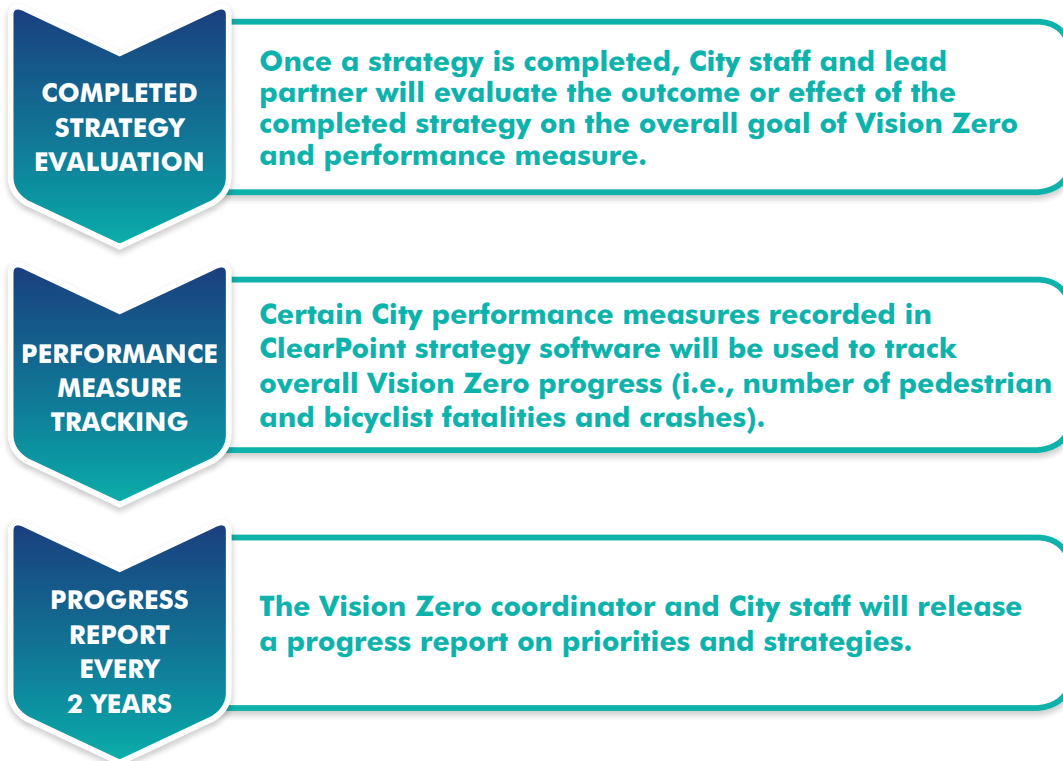 COMPLETED
STRATEGY
EVALUATION
Once a strategy is completed, City staff and lead
partner will evaluate the outcome or effect of the
completed strategy on the overall goal of Vision Zero
and performance measure.
PERFORMANCE
MEASURE
TRACKING
Certain City performance measures recorded in
ClearPoint strategy software will be used to track
overall Vision Zero progress (i.e., number of pedestrian
and bicyclist fatalities and crashes).
PROGRESS
REPORT
EVERY
2 YEARS
The Vision Zero coordinator and City staff will release
a progress report on priorities and strategies.